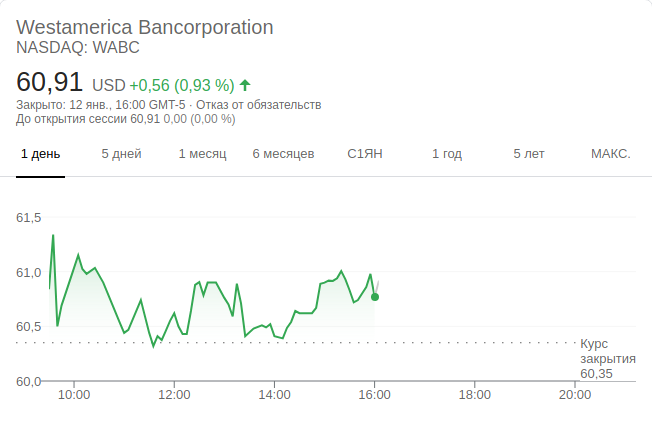 Westamerica Bancorporation
NASDAQ: WABC
60,91 USD +0,56 (0,93 %)
Закрыто: 12 янв., 16:00 GMT-5 · Отказ от обязательств
До открытия сессии 60,91 0,00 (0,00 %)
1 день 5 дней 1 месяц 6 месяцев С1ЯН 1 год 5 лет МАКС.
61,5
61,0
60,5
Курс
закрытия
60,35
60,0
10:00 12:00 14:00 16:00 18:00 20:00